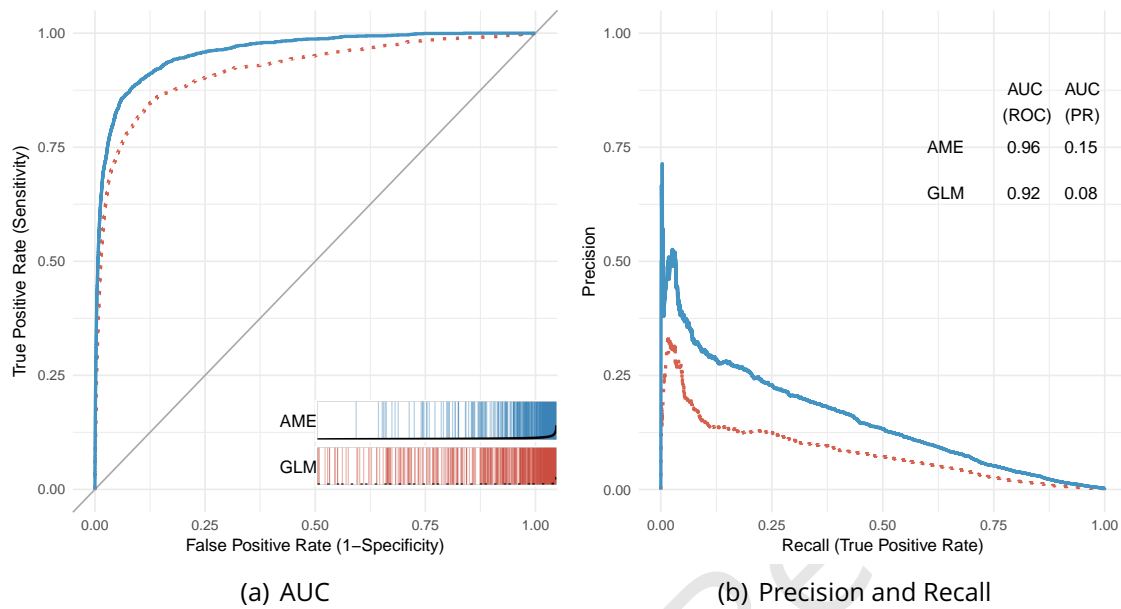 1.00
0.75
0.50
0.25
0.00
True Positive Rate (Sensitivity)
AME
GLM
0.00 0.25 0.50 0.75 1.00
False Positive Rate (1−Specificity)
(a) AUC
1.00
0.75
0.50
0.25
0.00
Precision
AUC AUC
(ROC) (PR)
AME 0.96 0.15
GLM 0.92 0.08
0.00 0.25 0.50 0.75 1.00
Recall (True Positive Rate)
(b) Precision and Recall